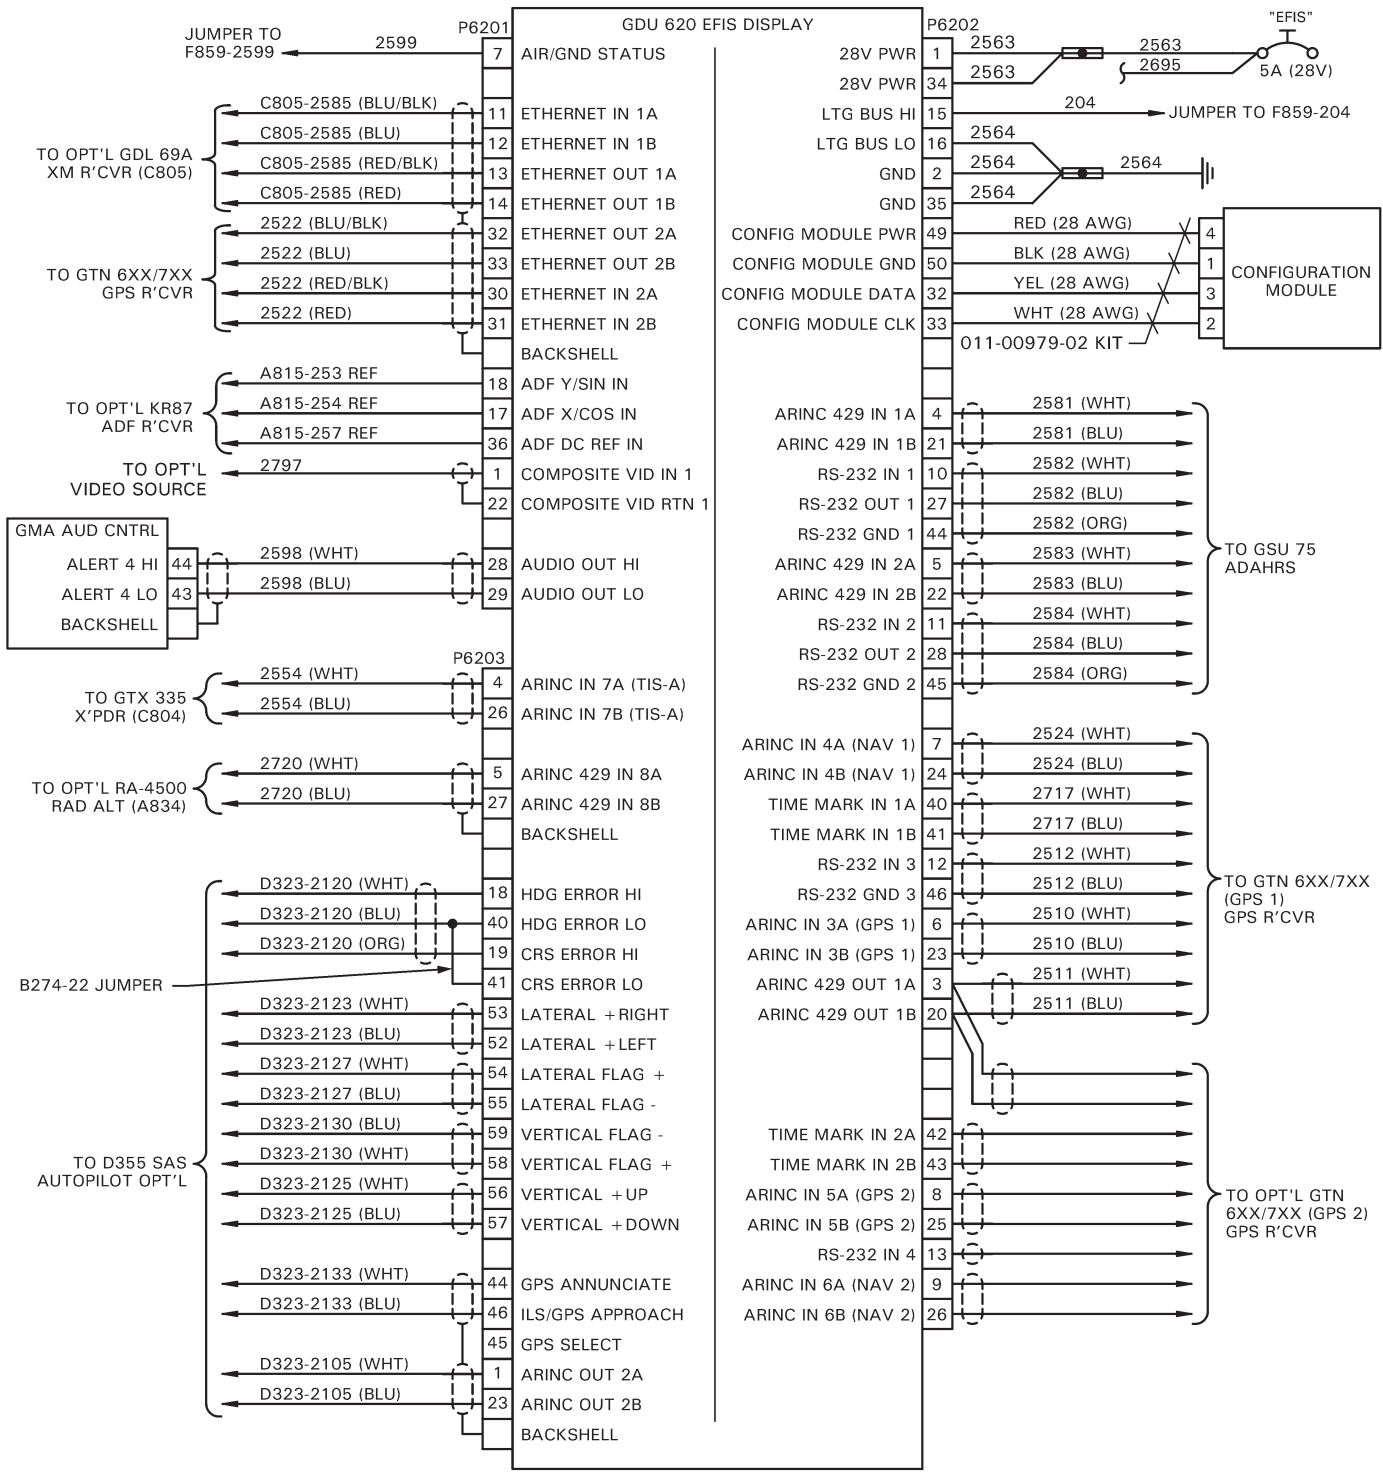 GDU 620 EFIS DISPLAY
P6201
JUMPER TO
F859-2599
2599
7 AIR/GND STATUS
TO OPT'L GDL 69A
XM R'CVR (C805)
C805-2585 (BLU/BLK) 11 ETHERNET IN 1A
C805-2585 (BLU) 12 ETHERNET IN 1B
C805-2585 (RED/BLK) 13 ETHERNET OUT 1A
C805-2585 (RED) 14 ETHERNET OUT 1B
TO GTN 6XX/7XX
GPS R'CVR
2522 (BLU/BLK) 32 ETHERNET OUT 2A
2522 (BLU) 33 ETHERNET OUT 2B
2522 (RED/BLK) 30 ETHERNET IN 2A
2522 (RED) 31 ETHERNET IN 2B
BACKSHELL
TO OPT'L KR87
ADF R'CVR
A815-253 REF 18 ADF Y/SIN IN
A815-254 REF 17 ADF X/COS IN
A815-257 REF 36 ADF DC REF IN
TO OPT'L
VIDEO SOURCE
2797 1 COMPOSITE VID IN 1
22 COMPOSITE VID RTN 1
GMA AUD CNTRL
ALERT 4 HI 44 2598 (WHT) 28 AUDIO OUT HI
ALERT 4 LO 43 2598 (BLU) 29 AUDIO OUT LO
BACKSHELL
P6203
TO GTX 335
X'PDR (C804)
2554 (WHT) 4 ARINC IN 7A (TIS-A)
2554 (BLU) 26 ARINC IN 7B (TIS-A)
TO OPT'L RA-4500
RAD ALT (A834)
2720 (WHT) 5 ARINC 429 IN 8A
2720 (BLU) 27 ARINC 429 IN 8B
BACKSHELL
D323-2120 (WHT) 18 HDG ERROR HI
D323-2120 (BLU) 40 HDG ERROR LO
D323-2120 (ORG) 19 CRS ERROR HI
B274-22 JUMPER 41 CRS ERROR LO
D323-2123 (WHT) 53 LATERAL +RIGHT
D323-2123 (BLU) 52 LATERAL +LEFT
D323-2127 (WHT) 54 LATERAL FLAG +
D323-2127 (BLU) 55 LATERAL FLAG -
D323-2130 (BLU) 59 VERTICAL FLAG -
D323-2130 (WHT) 58 VERTICAL FLAG +
TO D355 SAS
AUTOPILOT OPT'L
D323-2125 (WHT) 56 VERTICAL +UP
D323-2125 (BLU) 57 VERTICAL +DOWN
D323-2133 (WHT) 44 GPS ANNUNCIATE
D323-2133 (BLU) 46 ILS/GPS APPROACH
45 GPS SELECT
D323-2105 (WHT) 1 ARINC OUT 2A
D323-2105 (BLU) 23 ARINC OUT 2B
BACKSHELL
P6202
"EFIS"
5A (28V)
28V PWR 1 2563 2563
2695
28V PWR 34 2563
LTG BUS HI 15 204 JUMPER TO F859-204
LTG BUS LO 16 2564
GND 2 2564 2564
GND 35 2564
CONFIG MODULE PWR 49 RED (28 AWG) 4
CONFIG MODULE GND 50 BLK (28 AWG) 1
CONFIG MODULE DATA 32 YEL (28 AWG) 3
CONFIG MODULE CLK 33 WHT (28 AWG) 2
CONFIGURATION
MODULE
011-00979-02 KIT
ARINC 429 IN 1A 4 2581 (WHT)
ARINC 429 IN 1B 21 2581 (BLU)
RS-232 IN 1 10 2582 (WHT)
RS-232 OUT 1 27 2582 (BLU)
RS-232 GND 1 44 2582 (ORG)
ARINC 429 IN 2A 5 2583 (WHT)
ARINC 429 IN 2B 22 2583 (BLU)
RS-232 IN 2 11 2584 (WHT)
RS-232 OUT 2 28 2584 (BLU)
RS-232 GND 2 45 2584 (ORG)
TO GSU 75
ADAHRS
ARINC IN 4A (NAV 1) 7 2524 (WHT)
ARINC IN 4B (NAV 1) 24 2524 (BLU)
TIME MARK IN 1A 40 2717 (WHT)
TIME MARK IN 1B 41 2717 (BLU)
RS-232 IN 3 12 2512 (WHT)
RS-232 GND 3 46 2512 (BLU)
ARINC IN 3A (GPS 1) 6 2510 (WHT)
ARINC IN 3B (GPS 1) 23 2510 (BLU)
ARINC 429 OUT 1A 3 2511 (WHT)
ARINC 429 OUT 1B 20 2511 (BLU)
TO GTN 6XX/7XX
(GPS 1)
GPS R'CVR
TIME MARK IN 2A 42
TIME MARK IN 2B 43
ARINC IN 5A (GPS 2) 8
ARINC IN 5B (GPS 2) 25
RS-232 IN 4 13
ARINC IN 6A (NAV 2) 9
ARINC IN 6B (NAV 2) 26
TO OPT'L GTN
6XX/7XX (GPS 2)
GPS R'CVR